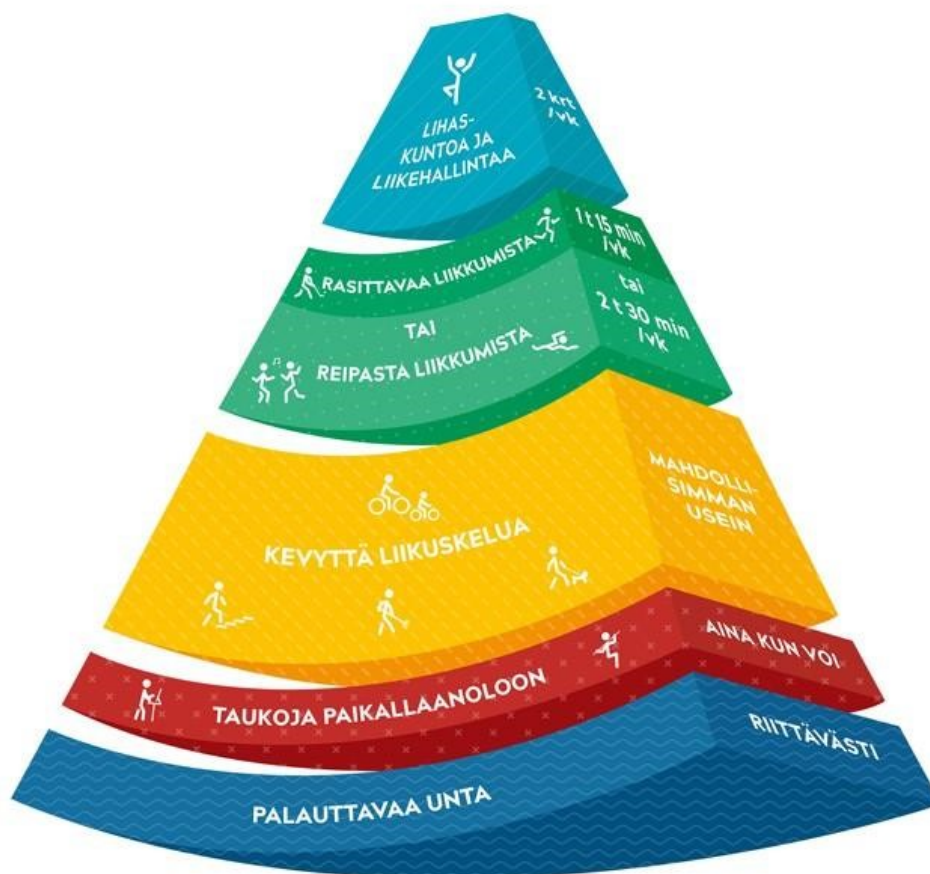 LIHAS-
KUNTOA JA
LIIKEHALLINTAA
2 krt
/vk
RASITTAVAA LIIKKUMISTA
1 t 15 min
/vk
TAI
REIPASTA LIIKKUMISTA
tai
2 t 30 min
/vk
KEVYTTÄ LIIKUSKELUA
MAHDOLLI-
SIMMAN
USEIN
TAUKOJA PAIKALLAANOLOON
AINA KUN VOI
PALAUTTAVAA UNTA
RIITTÄVÄSTI